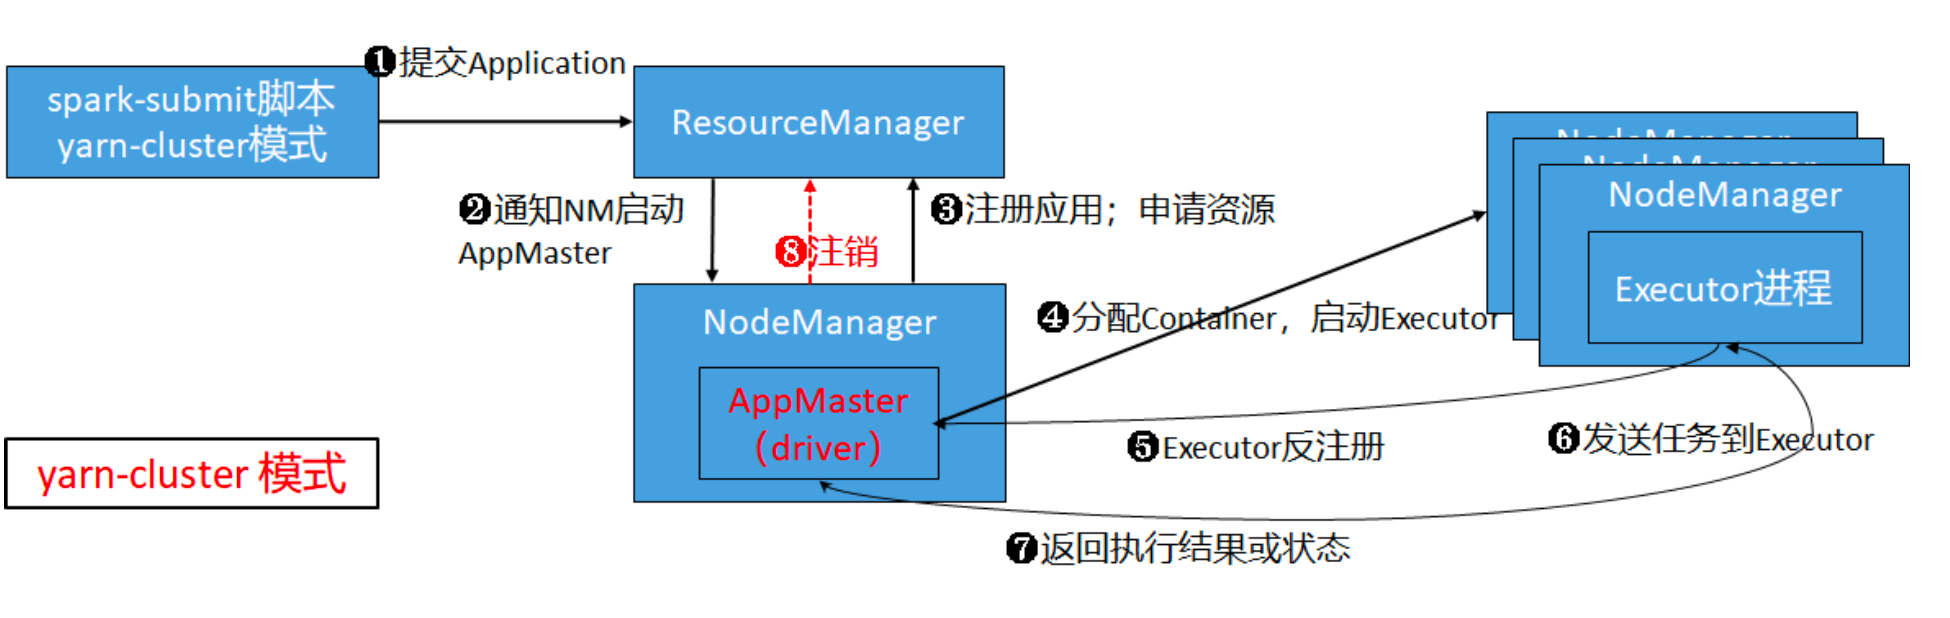 ❶提交Application
spark-submit脚本
yarn-cluster模式
ResourceManager
NodeManager
NodeManager
NodeManager
Executor进程
❷通知NM启动
AppMaster
❽注销
❸注册应用；申请资源
NodeManager
AppMaster
（driver）
❹分配Container，启动Executor
❺Executor反注册
❻发送任务到Executor
yarn-cluster 模式
❼返回执行结果或状态